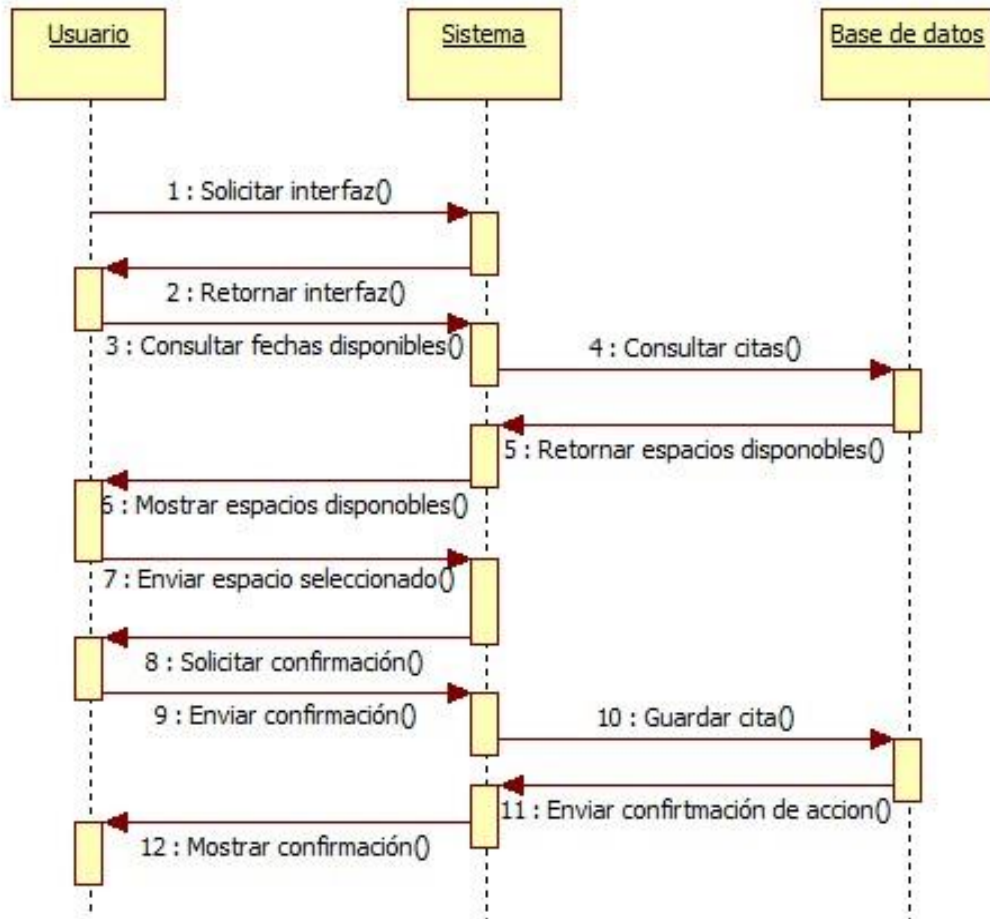 Usuario
Sistema
Base de datos
1 : Solicitar interfaz()
2 : Retornar interfaz()
3 : Consultar fechas disponibles()
4 : Consultar citas()
5 : Retornar espacios disponobles()
6 : Mostrar espacios disponobles()
7 : Enviar espacio seleccionado()
8 : Solicitar confirmación()
9 : Enviar confirmación()
10 : Guardar cita()
11 : Enviar confirtmación de accion()
12 : Mostrar confirmación()